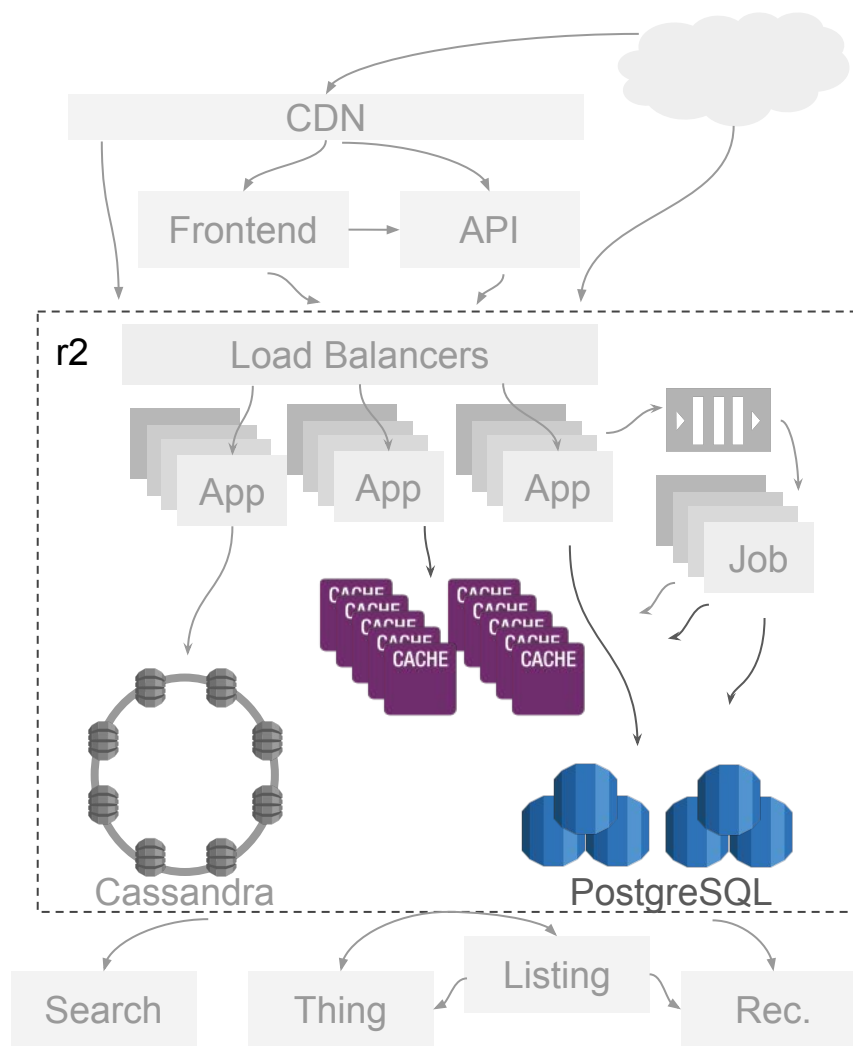 CDN
Frontend
API
r2
Load Balancers
App
App
App
Job
CACHE
CACHE
CACHE
CACHE
CACHE
CACHE
CACHE
CACHE
CACHE
CACHE
Cassandra
PostgreSQL
Search
Thing
Listing
Rec.